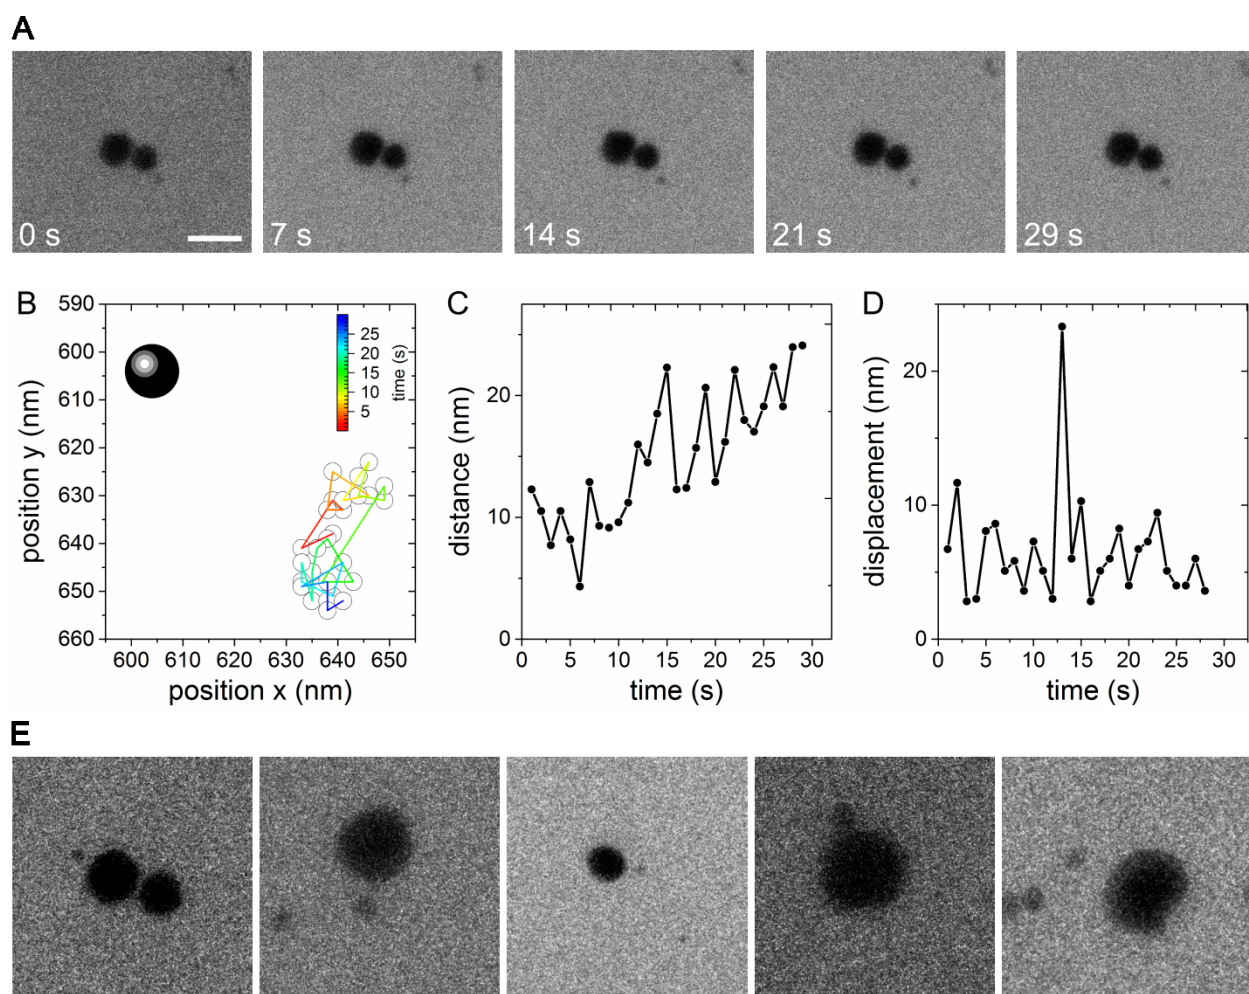 A
0 s
7 s
14 s
21 s
29 s
B
590
600
610
620
630
640
650
660
position y (nm)
600 610 620 630 640 650
position x (nm)
25
20
15
10
5
time (s)
C
20
10
0
distance (nm)
0 5 10 15 20 25 30
time (s)
D
20
10
0
displacement (nm)
0 5 10 15 20 25 30
time (s)
E